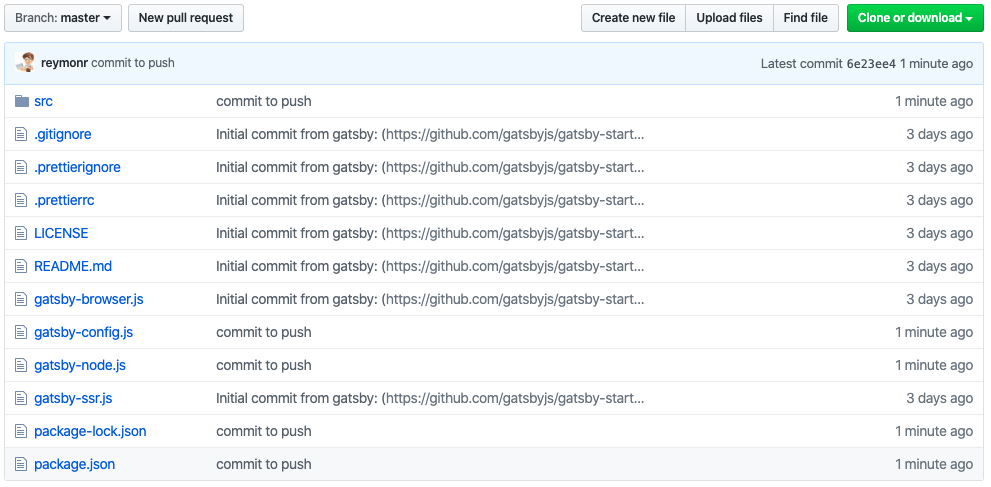 Branch: master New pull request Create new file Upload files Find file Clone or download
reymonr commit to push Latest commit 6e23ee4 1 minute ago
src commit to push 1 minute ago
.gitignore Initial commit from gatsby: (https://github.com/gatsbyjs/gatsby-start... 3 days ago
.prettierignore Initial commit from gatsby: (https://github.com/gatsbyjs/gatsby-start... 3 days ago
.prettierrc Initial commit from gatsby: (https://github.com/gatsbyjs/gatsby-start... 3 days ago
LICENSE Initial commit from gatsby: (https://github.com/gatsbyjs/gatsby-start... 3 days ago
README.md Initial commit from gatsby: (https://github.com/gatsbyjs/gatsby-start... 3 days ago
gatsby-browser.js Initial commit from gatsby: (https://github.com/gatsbyjs/gatsby-start... 3 days ago
gatsby-config.js commit to push 1 minute ago
gatsby-node.js commit to push 1 minute ago
gatsby-ssr.js Initial commit from gatsby: (https://github.com/gatsbyjs/gatsby-start... 3 days ago
package-lock.json commit to push 1 minute ago
package.json commit to push 1 minute ago